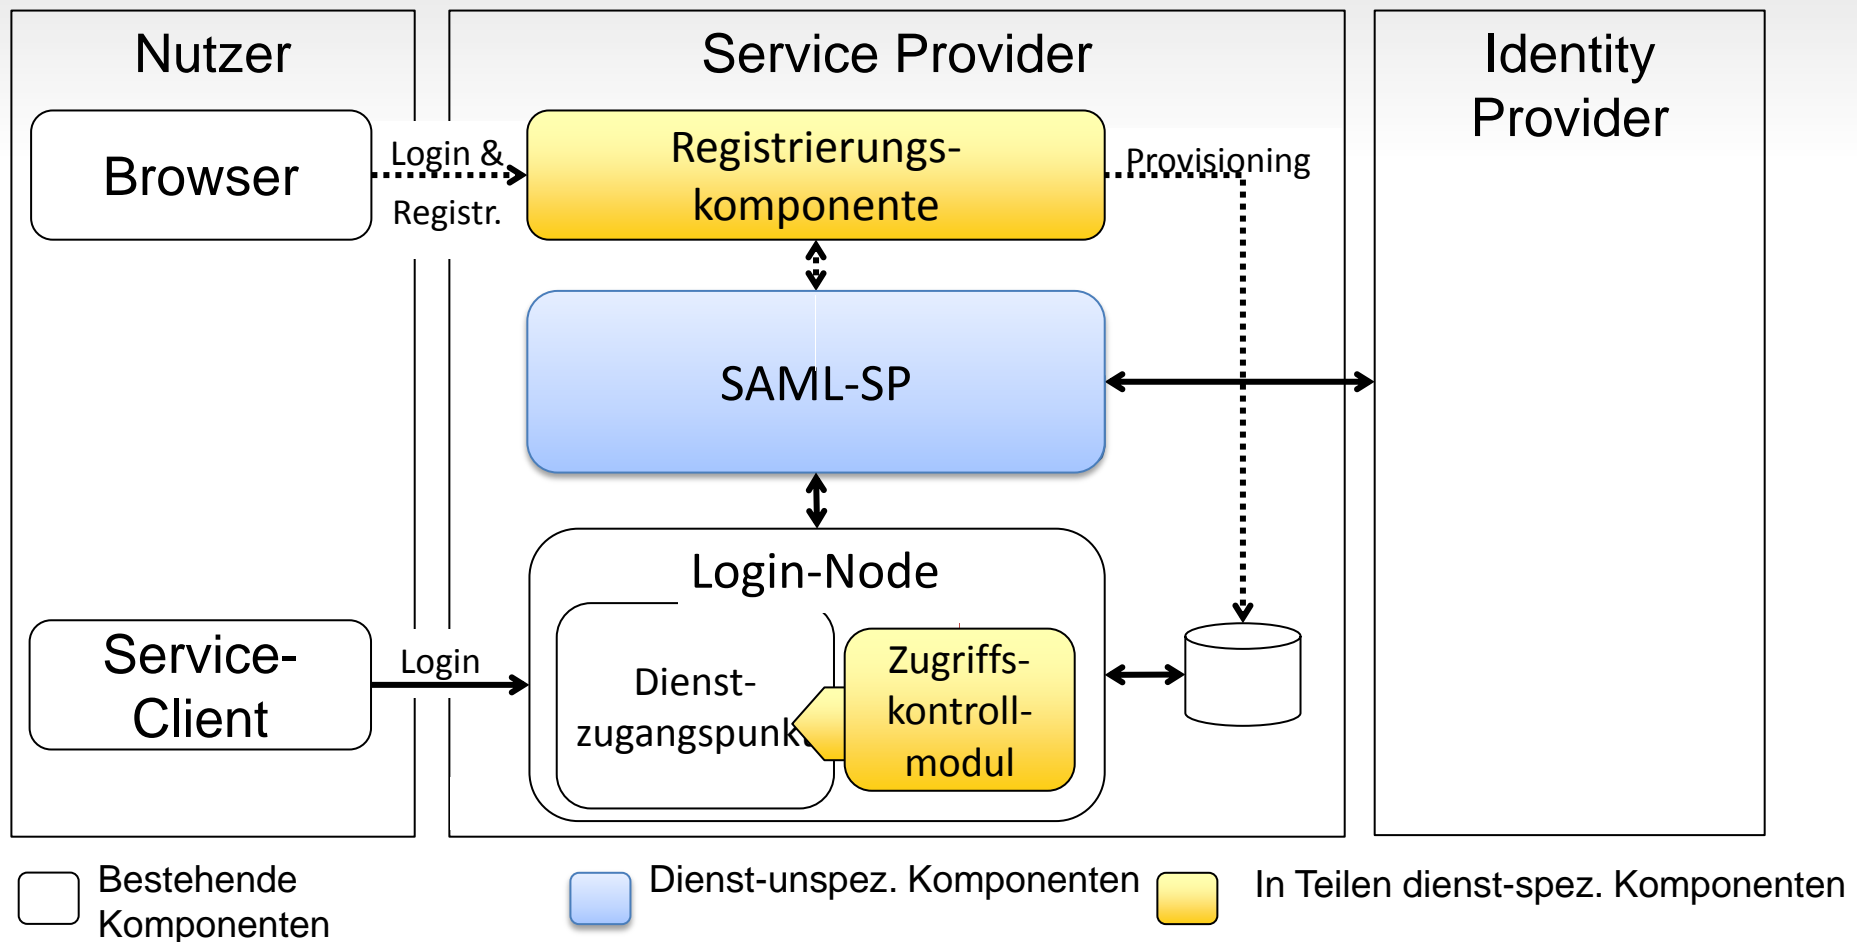 Nutzer
Service Provider
Identity
Provider
Browser
Login &
Registr.
Registrierungs-
komponente
Provisioning
SAML-SP
Login-Node
Service-
Client
Login
Dienst-
zugangspunkt
Zugriffs-
kontroll-
modul
Bestehende
Komponenten
Dienst-unspez. Komponenten
In Teilen dienst-spez. Komponenten